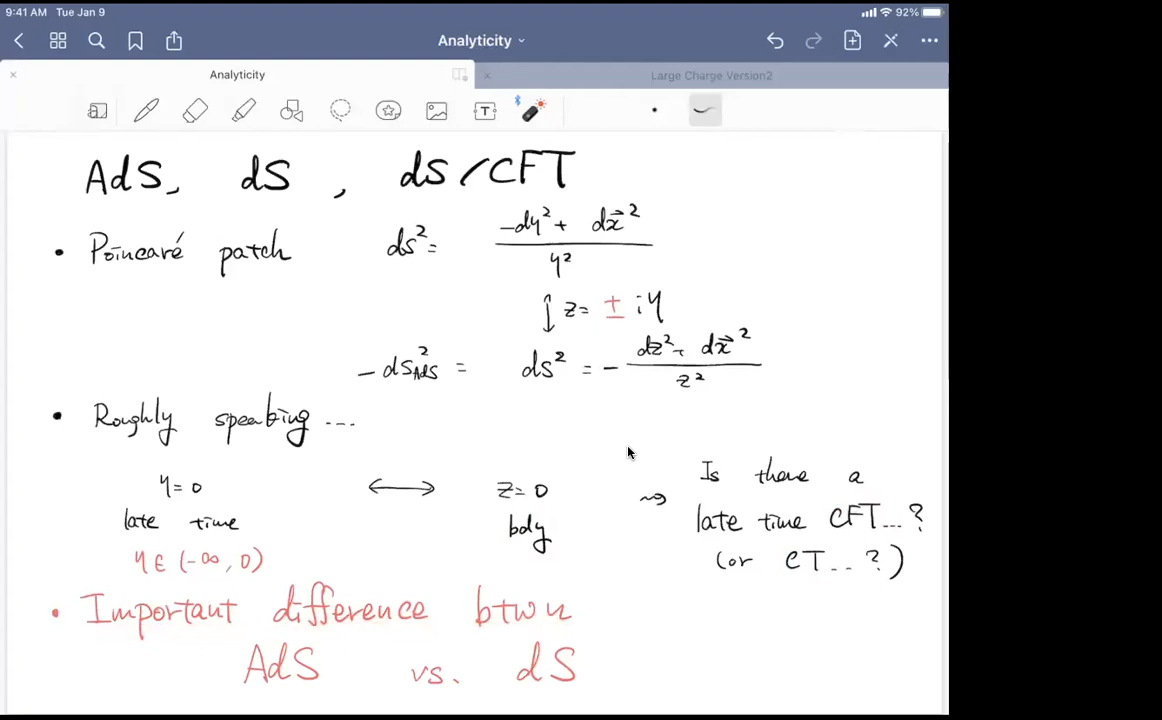 9:41 AM Tue Jan 9
92%
Analyticity
Analyticity
Large Charge Version2
AdS, dS, dS/CFT
• Poincaré patch ds² = (-dη² + dx⃗²)/η²
↕ z = ± iη
-ds²_AdS = ds² = - (dz² + dx⃗²)/z²
• Roughly speaking ...
η=0 ⟷ z=0
late time bdy
η ∈ (-∞, 0)
⇝ Is there a
late time CFT...?
(or CT...?)
• Important difference btwn
AdS vs. dS